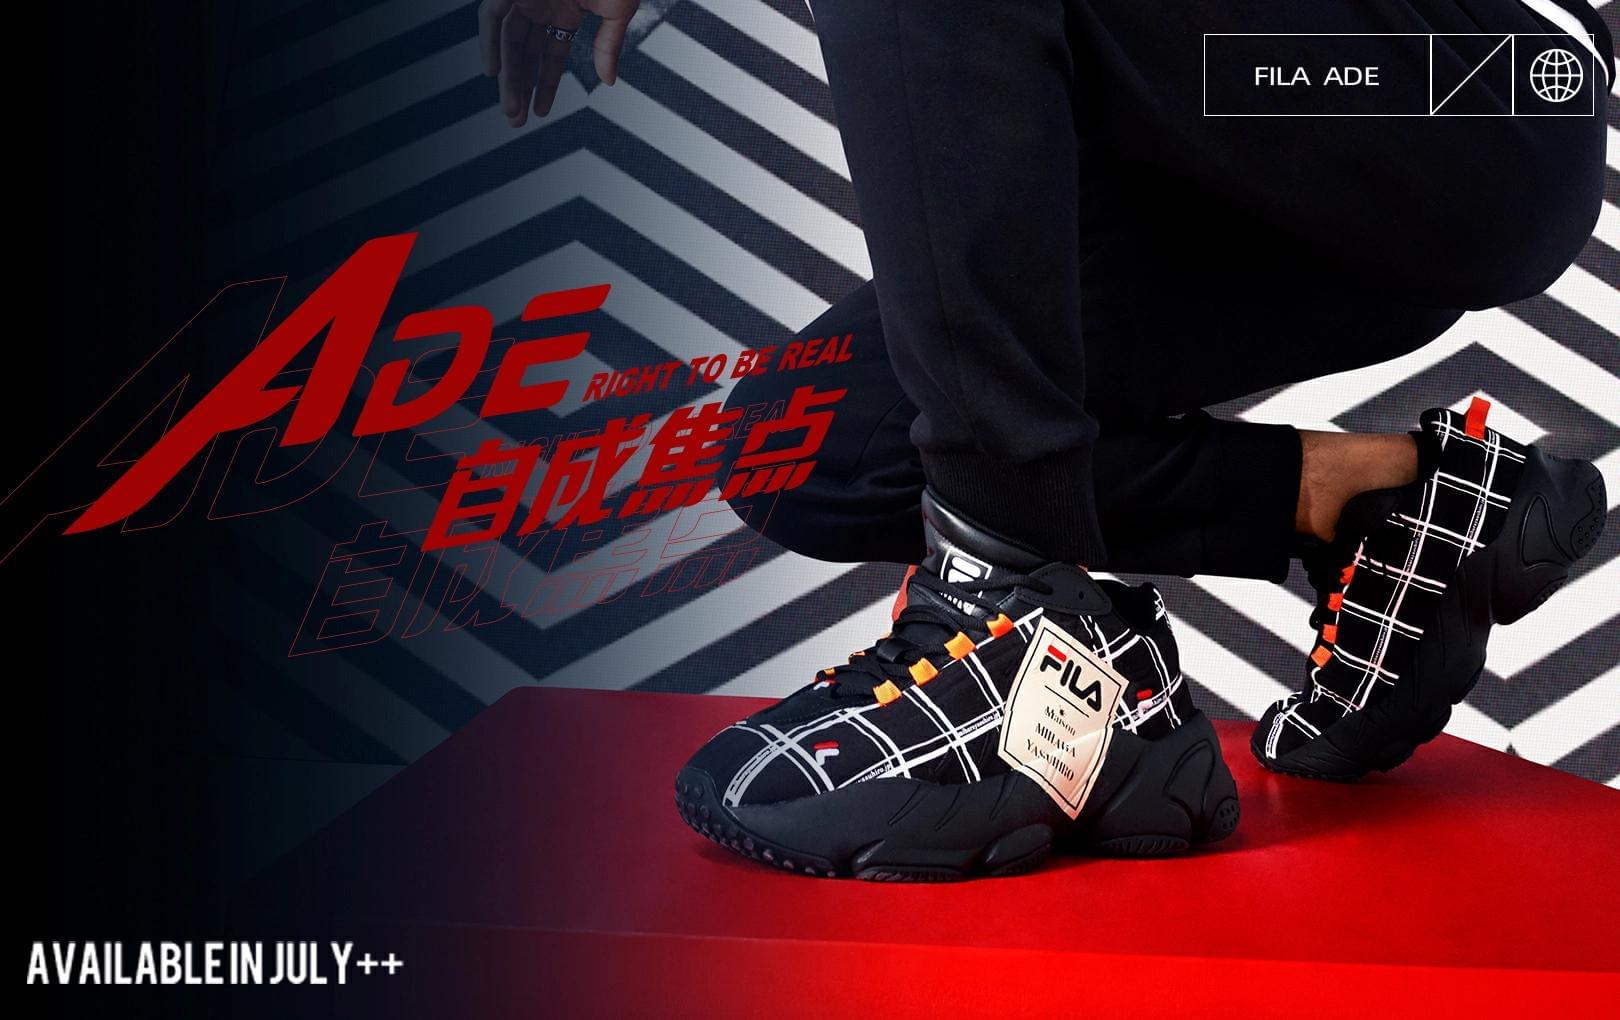 FILA ADE
ADE
RIGHT TO BE REAL
自成焦点
FILA
Maison
MIHARA
YASUHIRO
AVAILABLE IN JULY++